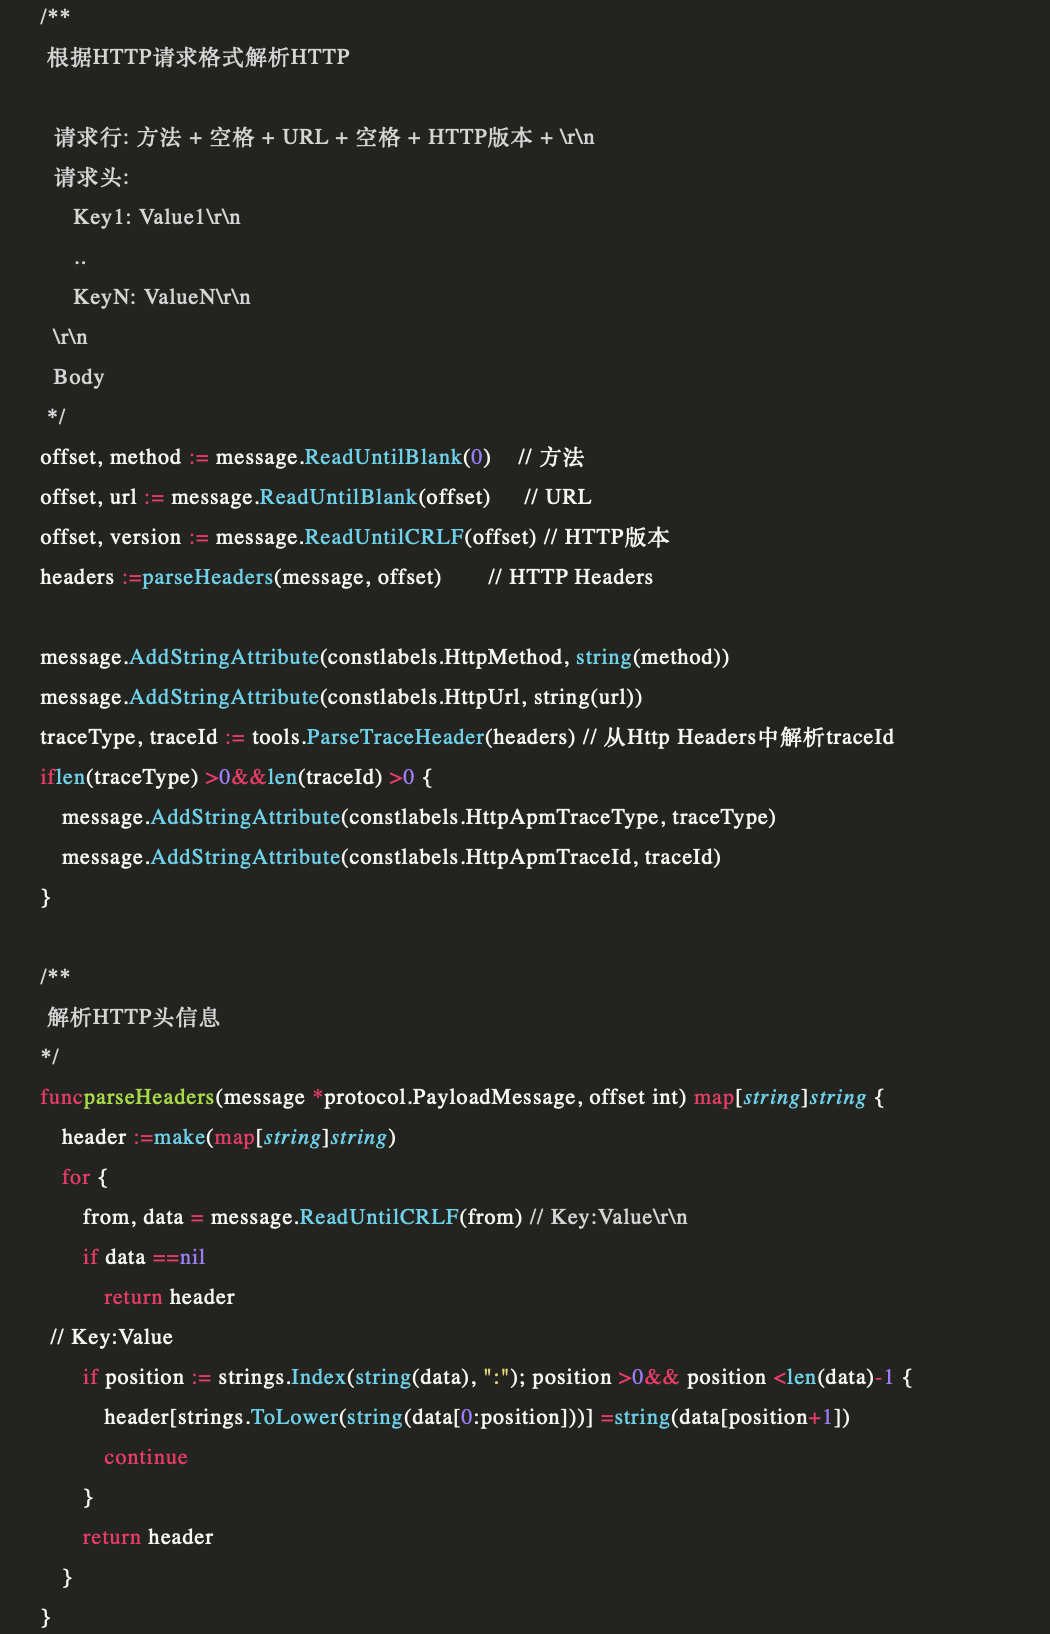 /**
根据HTTP请求格式解析HTTP
请求行: 方法 + 空格 + URL + 空格 + HTTP版本 + \r\n
请求头:
Key1: Value1\r\n
..
KeyN: ValueN\r\n
\r\n
Body
*/
offset, method := message.ReadUntilBlank(0) // 方法
offset, url := message.ReadUntilBlank(offset) // URL
offset, version := message.ReadUntilCRLF(offset) // HTTP版本
headers :=parseHeaders(message, offset) // HTTP Headers
message.AddStringAttribute(constlabels.HttpMethod, string(method))
message.AddStringAttribute(constlabels.HttpUrl, string(url))
traceType, traceId := tools.ParseTraceHeader(headers) // 从Http Headers中解析traceId
iflen(traceType) >0&&len(traceId) >0 {
message.AddStringAttribute(constlabels.HttpApmTraceType, traceType)
message.AddStringAttribute(constlabels.HttpApmTraceId, traceId)
}
/**
解析HTTP头信息
*/
funcparseHeaders(message *protocol.PayloadMessage, offset int) map[string]string {
header :=make(map[string]string)
for {
from, data = message.ReadUntilCRLF(from) // Key:Value\r\n
if data ==nil
return header
// Key:Value
if position := strings.Index(string(data), ":"); position >0&& position <len(data)-1 {
header[strings.ToLower(string(data[0:position]))] =string(data[position+1])
continue
}
return header
}
}